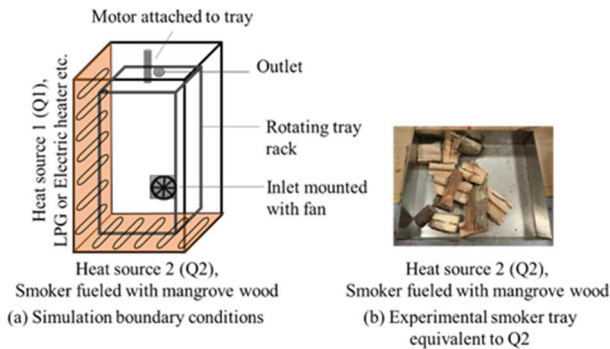 Motor attached to tray
Outlet
Rotating tray
rack
Inlet mounted
with fan
Heat source 1 (Q1),
LPG or Electric heater etc.
Heat source 2 (Q2),
Smoker fueled with mangrove wood
(a) Simulation boundary conditions
Heat source 2 (Q2),
Smoker fueled with mangrove wood
(b) Experimental smoker tray
equivalent to Q2